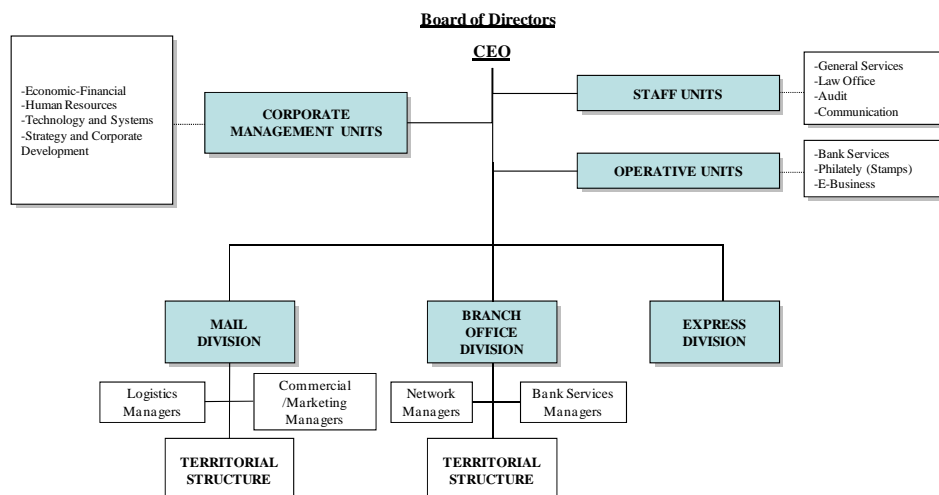 Board of Directors
CEO
-Economic-Financial
-Human Resources
-Technology and Systems
-Strategy and Corporate
Development
CORPORATE
MANAGEMENT UNITS
STAFF UNITS
-General Services
-Law Office
-Audit
-Communication
OPERATIVE UNITS
-Bank Services
-Philately (Stamps)
-E-Business
MAIL
DIVISION
BRANCH
OFFICE
DIVISION
EXPRESS
DIVISION
Logistics
Managers
Commercial
/Marketing
Managers
Network
Managers
Bank Services
Managers
TERRITORIAL
STRUCTURE
TERRITORIAL
STRUCTURE